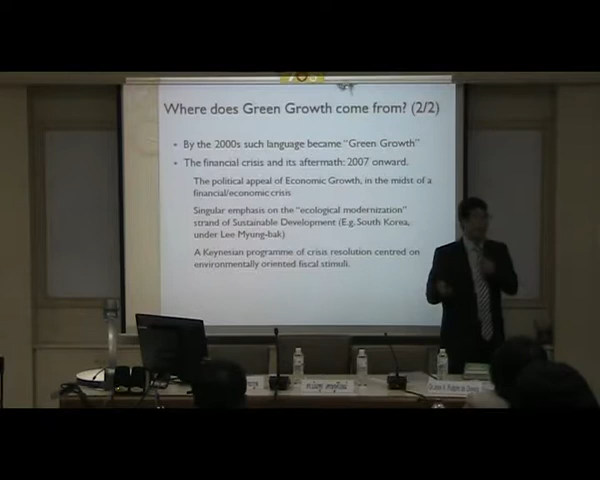 Where does Green Growth come from? (2/2)
• By the 2000s such language became "Green Growth"
• The financial crisis and its aftermath: 2007 onward.
The political appeal of Economic Growth, in the midst of a
financial/economic crisis
Singular emphasis on the "ecological modernization"
strand of Sustainable Development (E.g. South Korea,
under Lee Myung-bak)
A Keynesian programme of crisis resolution centred on
environmentally oriented fiscal stimuli.